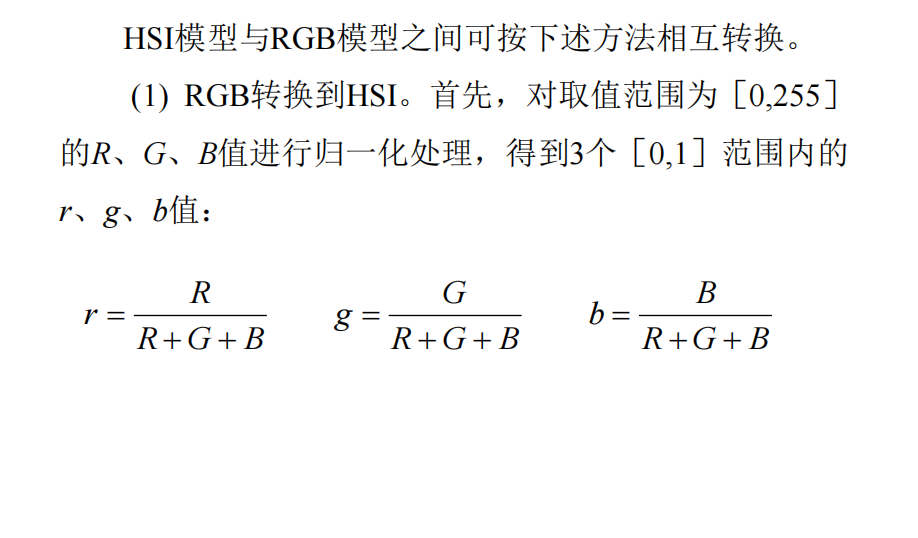 HSI模型与RGB模型之间可按下述方法相互转换。
(1) RGB转换到HSI。首先，对取值范围为［0,255］
的R、G、B值进行归一化处理，得到3个［0,1］范围内的
r、g、b值：
r = R/(R+G+B)  g = G/(R+G+B)  b = B/(R+G+B)